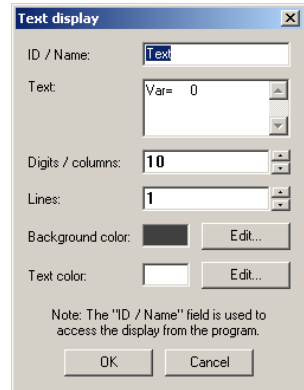 Text display
ID / Name: Text
Text: Var= 0
Digits / columns: 10
Lines: 1
Background color: Edit...
Text color: Edit...
Note: The "ID / Name" field is used to
access the display from the program.
OK Cancel